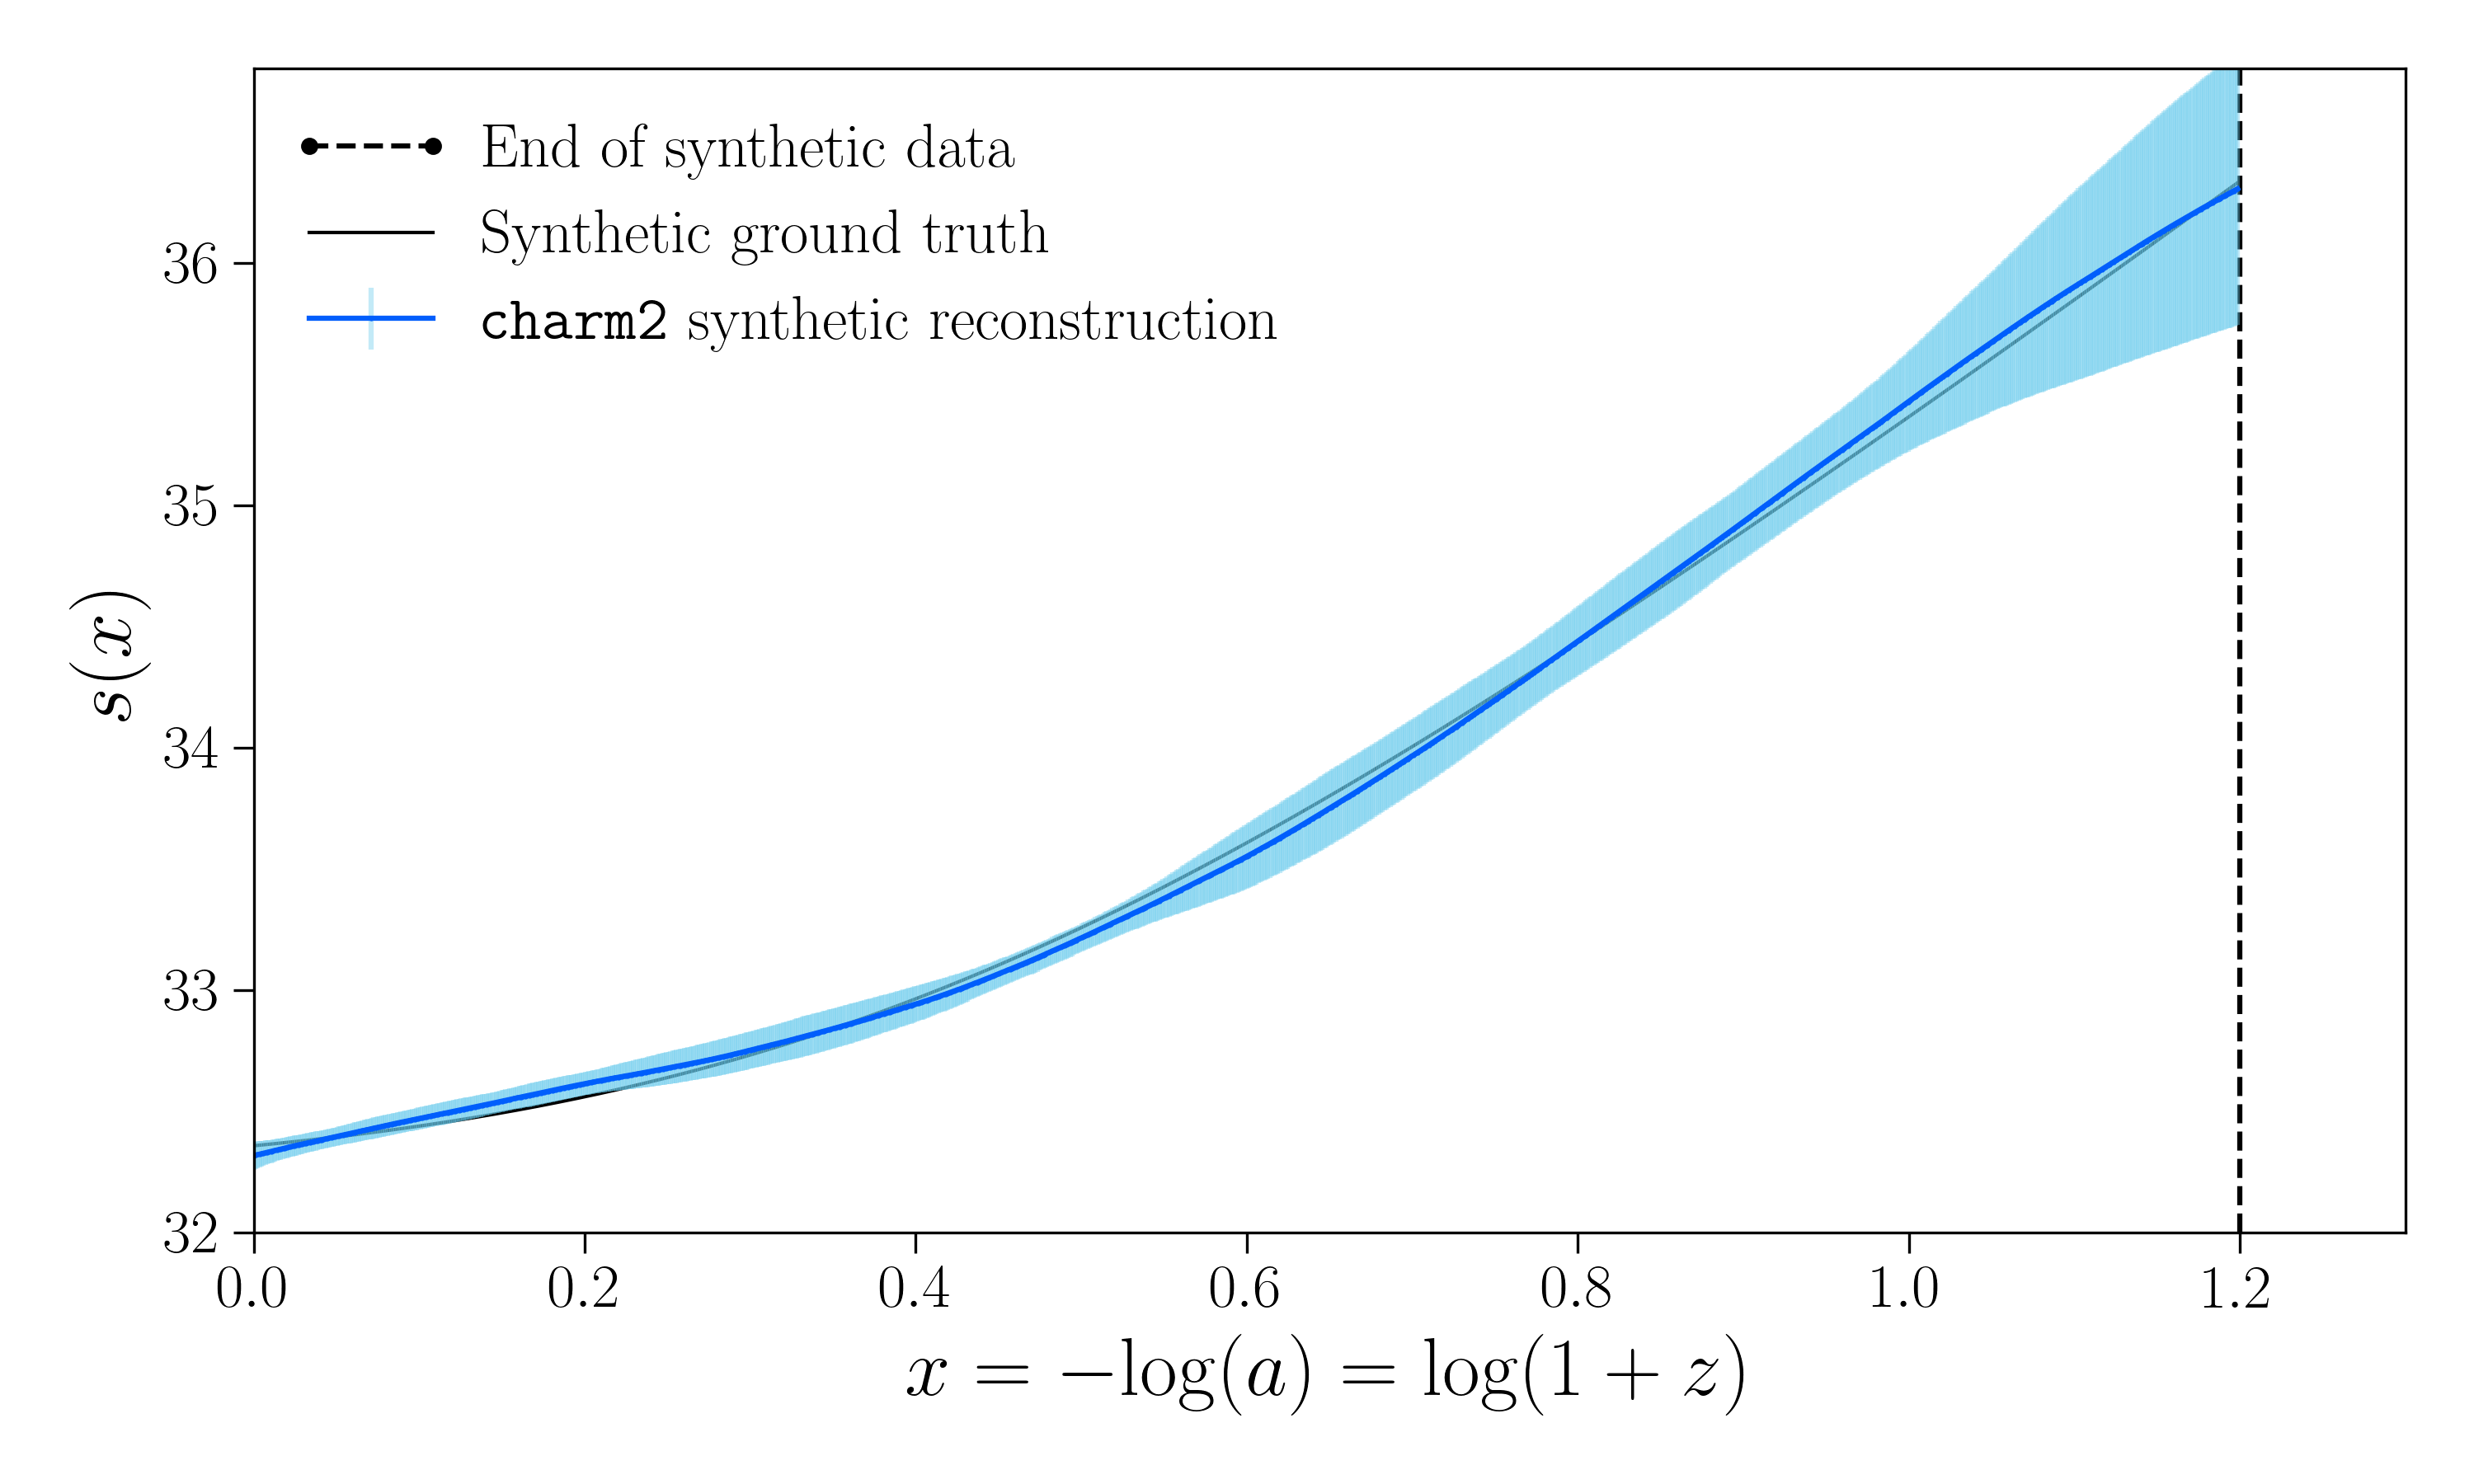 End of synthetic data
Synthetic ground truth
charm2 synthetic reconstruction
36
35
34
33
32
s(x)
0.0 0.2 0.4 0.6 0.8 1.0 1.2
x = −log(a) = log(1 + z)